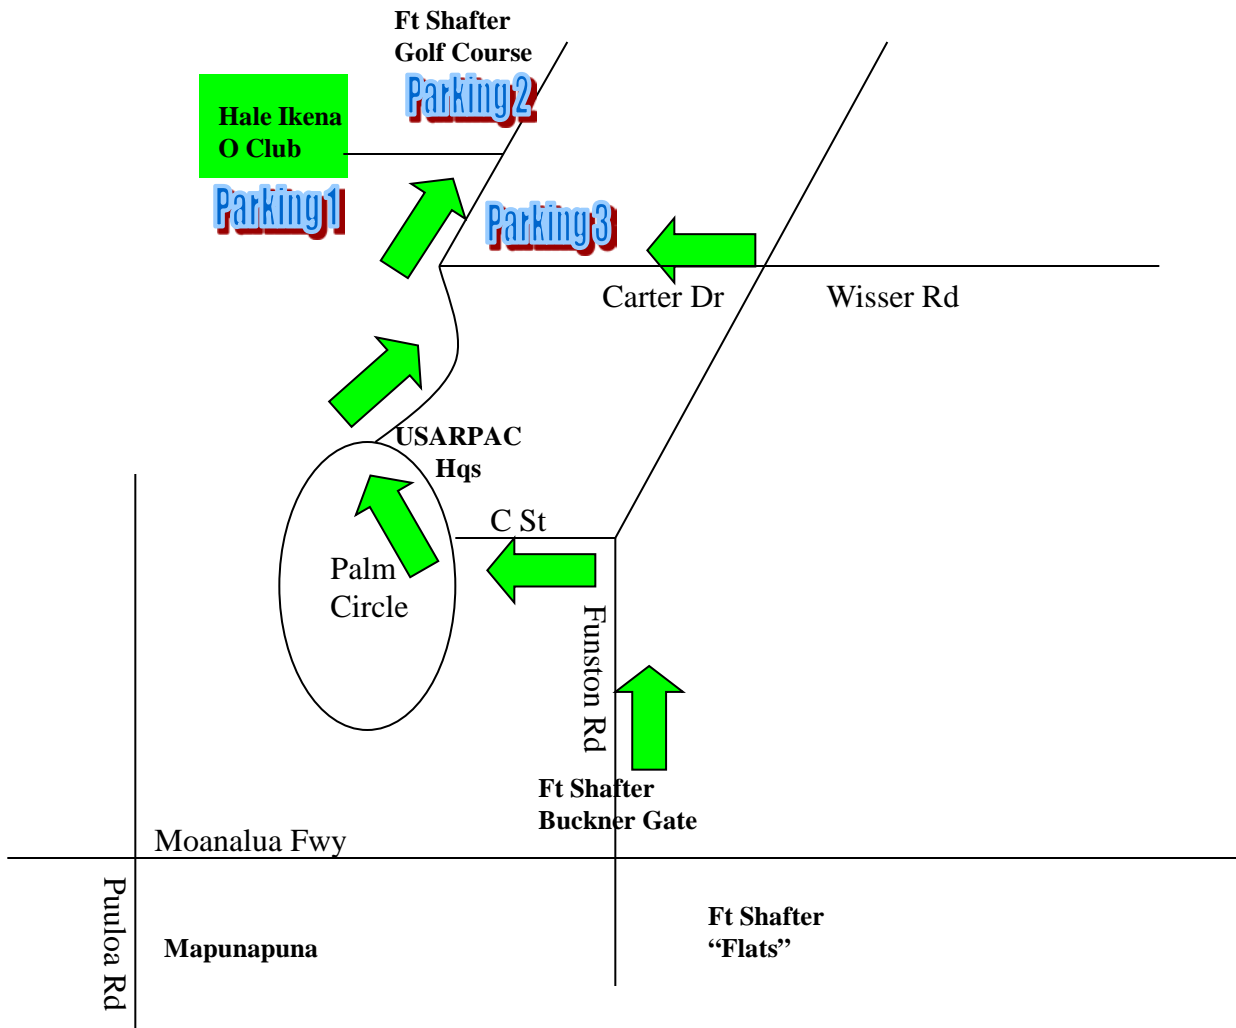 Ft Shafter
Golf Course
Parking 2
Hale Ikena
O Club
Parking 1
Parking 3
Carter Dr
Wisser Rd
USARPAC
Hqs
C St
Palm
Circle
Funston Rd
Ft Shafter
Buckner Gate
Moanalua Fwy
Puuloa Rd
Mapunapuna
Ft Shafter
“Flats”